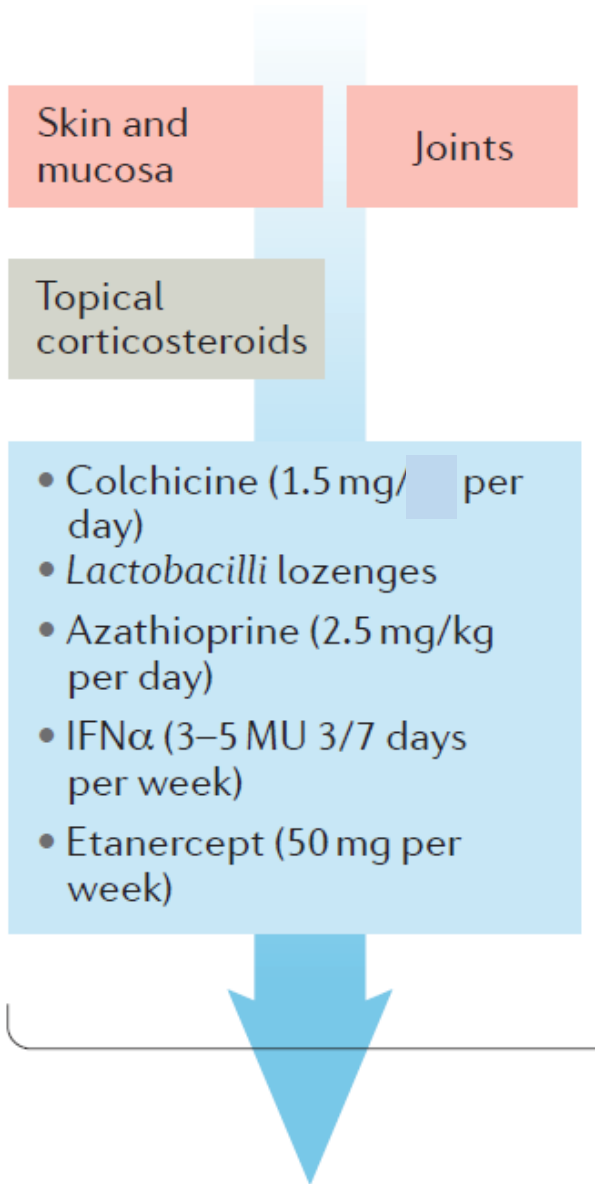 Skin and
mucosa
Joints
Topical
corticosteroids
• Colchicine (1.5 mg/ per
day)
• Lactobacilli lozenges
• Azathioprine (2.5 mg/kg
per day)
• IFNα (3–5 MU 3/7 days
per week)
• Etanercept (50 mg per
week)